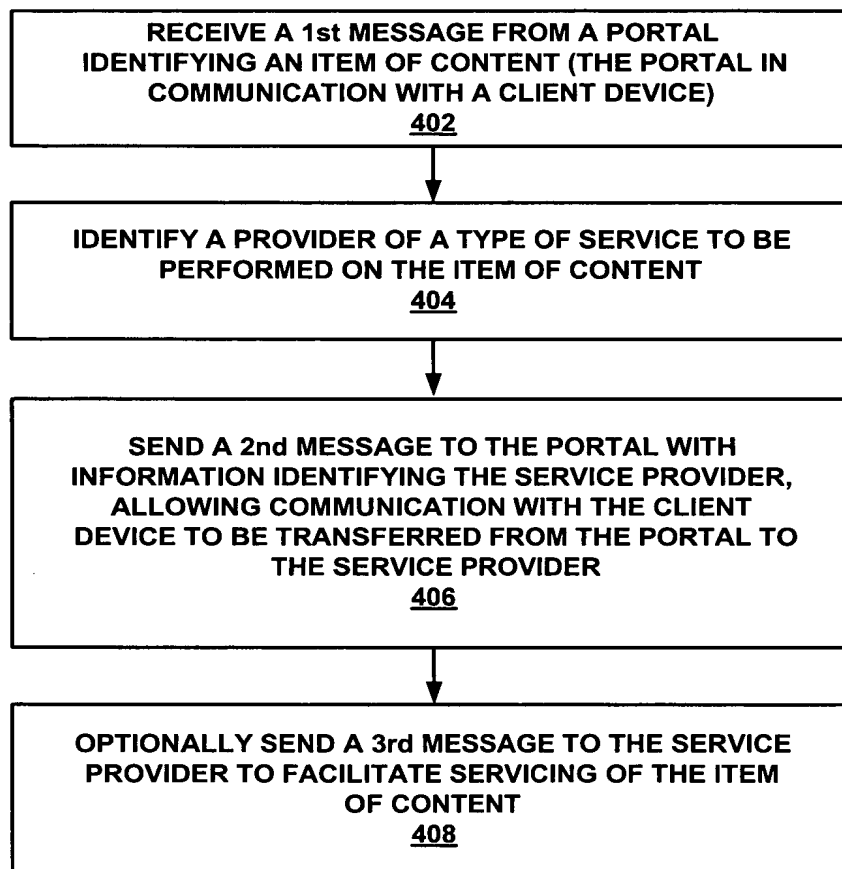 RECEIVE A 1st MESSAGE FROM A PORTAL
IDENTIFYING AN ITEM OF CONTENT (THE PORTAL IN
COMMUNICATION WITH A CLIENT DEVICE)
402
IDENTIFY A PROVIDER OF A TYPE OF SERVICE TO BE
PERFORMED ON THE ITEM OF CONTENT
404
SEND A 2nd MESSAGE TO THE PORTAL WITH
INFORMATION IDENTIFYING THE SERVICE PROVIDER,
ALLOWING COMMUNICATION WITH THE CLIENT
DEVICE TO BE TRANSFERRED FROM THE PORTAL TO
THE SERVICE PROVIDER
406
OPTIONALLY SEND A 3rd MESSAGE TO THE SERVICE
PROVIDER TO FACILITATE SERVICING OF THE ITEM
OF CONTENT
408